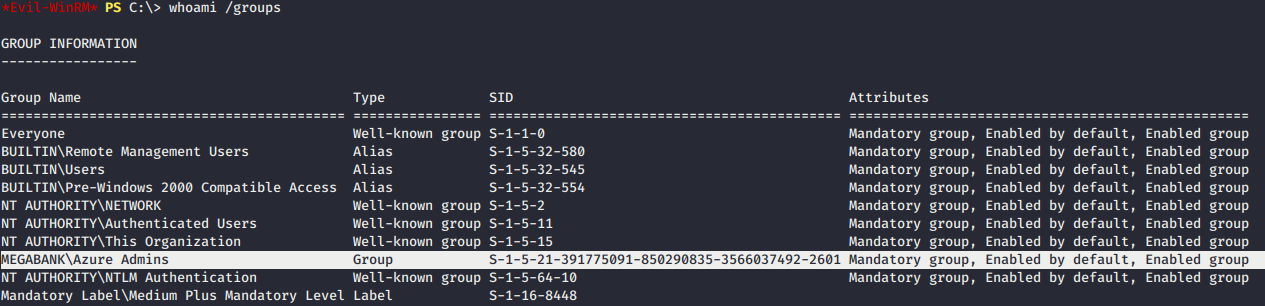 *Evil-WinRM* PS C:\> whoami /groups
GROUP INFORMATION
-----------------
Group Name                                  Type             SID                                          Attributes
=========================================== ================ ============================================ ==================================================
Everyone                                    Well-known group S-1-1-0                                      Mandatory group, Enabled by default, Enabled group
BUILTIN\Remote Management Users             Alias            S-1-5-32-580                                 Mandatory group, Enabled by default, Enabled group
BUILTIN\Users                               Alias            S-1-5-32-545                                 Mandatory group, Enabled by default, Enabled group
BUILTIN\Pre-Windows 2000 Compatible Access  Alias            S-1-5-32-554                                 Mandatory group, Enabled by default, Enabled group
NT AUTHORITY\NETWORK                        Well-known group S-1-5-2                                      Mandatory group, Enabled by default, Enabled group
NT AUTHORITY\Authenticated Users            Well-known group S-1-5-11                                     Mandatory group, Enabled by default, Enabled group
NT AUTHORITY\This Organization              Well-known group S-1-5-15                                     Mandatory group, Enabled by default, Enabled group
MEGABANK\Azure Admins                       Group            S-1-5-21-391775091-850290835-3566037492-2601 Mandatory group, Enabled by default, Enabled group
NT AUTHORITY\NTLM Authentication            Well-known group S-1-5-64-10                                  Mandatory group, Enabled by default, Enabled group
Mandatory Label\Medium Plus Mandatory Level Label            S-1-16-8448